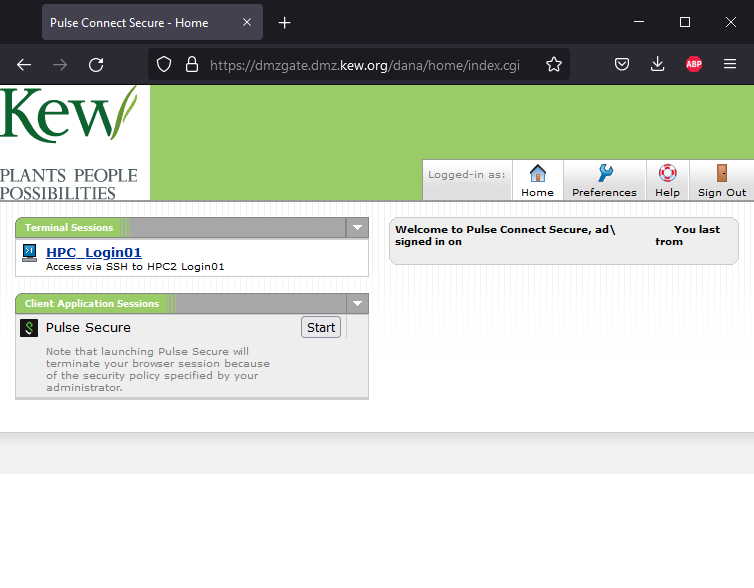 Pulse Connect Secure - Home
https://dmzgate.dmz.kew.org/dana/home/index.cgi
ABP
Kew
PLANTS PEOPLE
POSSIBILITIES
Logged-in as:
Home
Preferences
Help
Sign Out
Terminal Sessions
HPC_Login01
Access via SSH to HPC2 Login01
Client Application Sessions
Pulse Secure
Start
Note that launching Pulse Secure will
terminate your browser session because
of the security policy specified by your
administrator.
Welcome to Pulse Connect Secure, ad\ You last
signed in on from